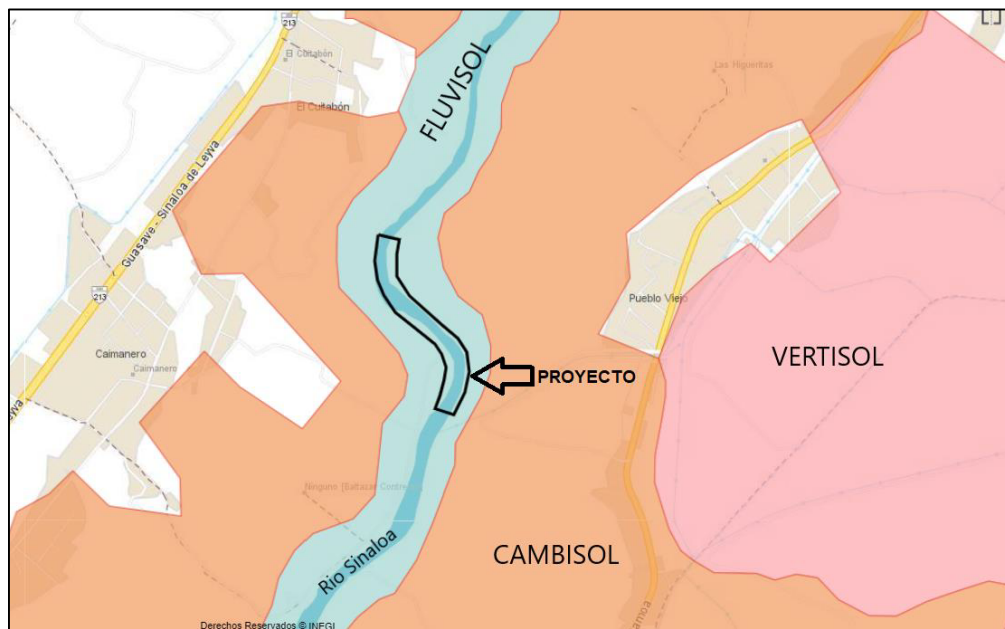 213
El Cuitabón
El Cuitabón
FLUVISOL
Las Higueritas
Guasave - Sinaloa de Leyva
213
Pueblo Viejo
VERTISOL
Caimanero
Caimanero
PROYECTO
Ninguno [Baltazar Contreras]
CAMBISOL
Rio Sinaloa
Derechos Reservados © INEGI